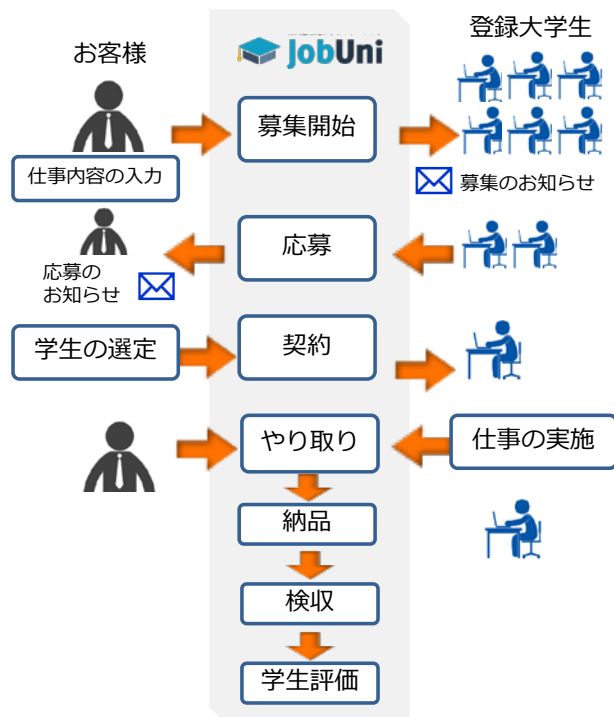 お客様
JobUni
登録大学生
募集開始
仕事内容の入力
募集のお知らせ
応募
応募の
お知らせ
学生の選定
契約
やり取り
仕事の実施
納品
検収
学生評価